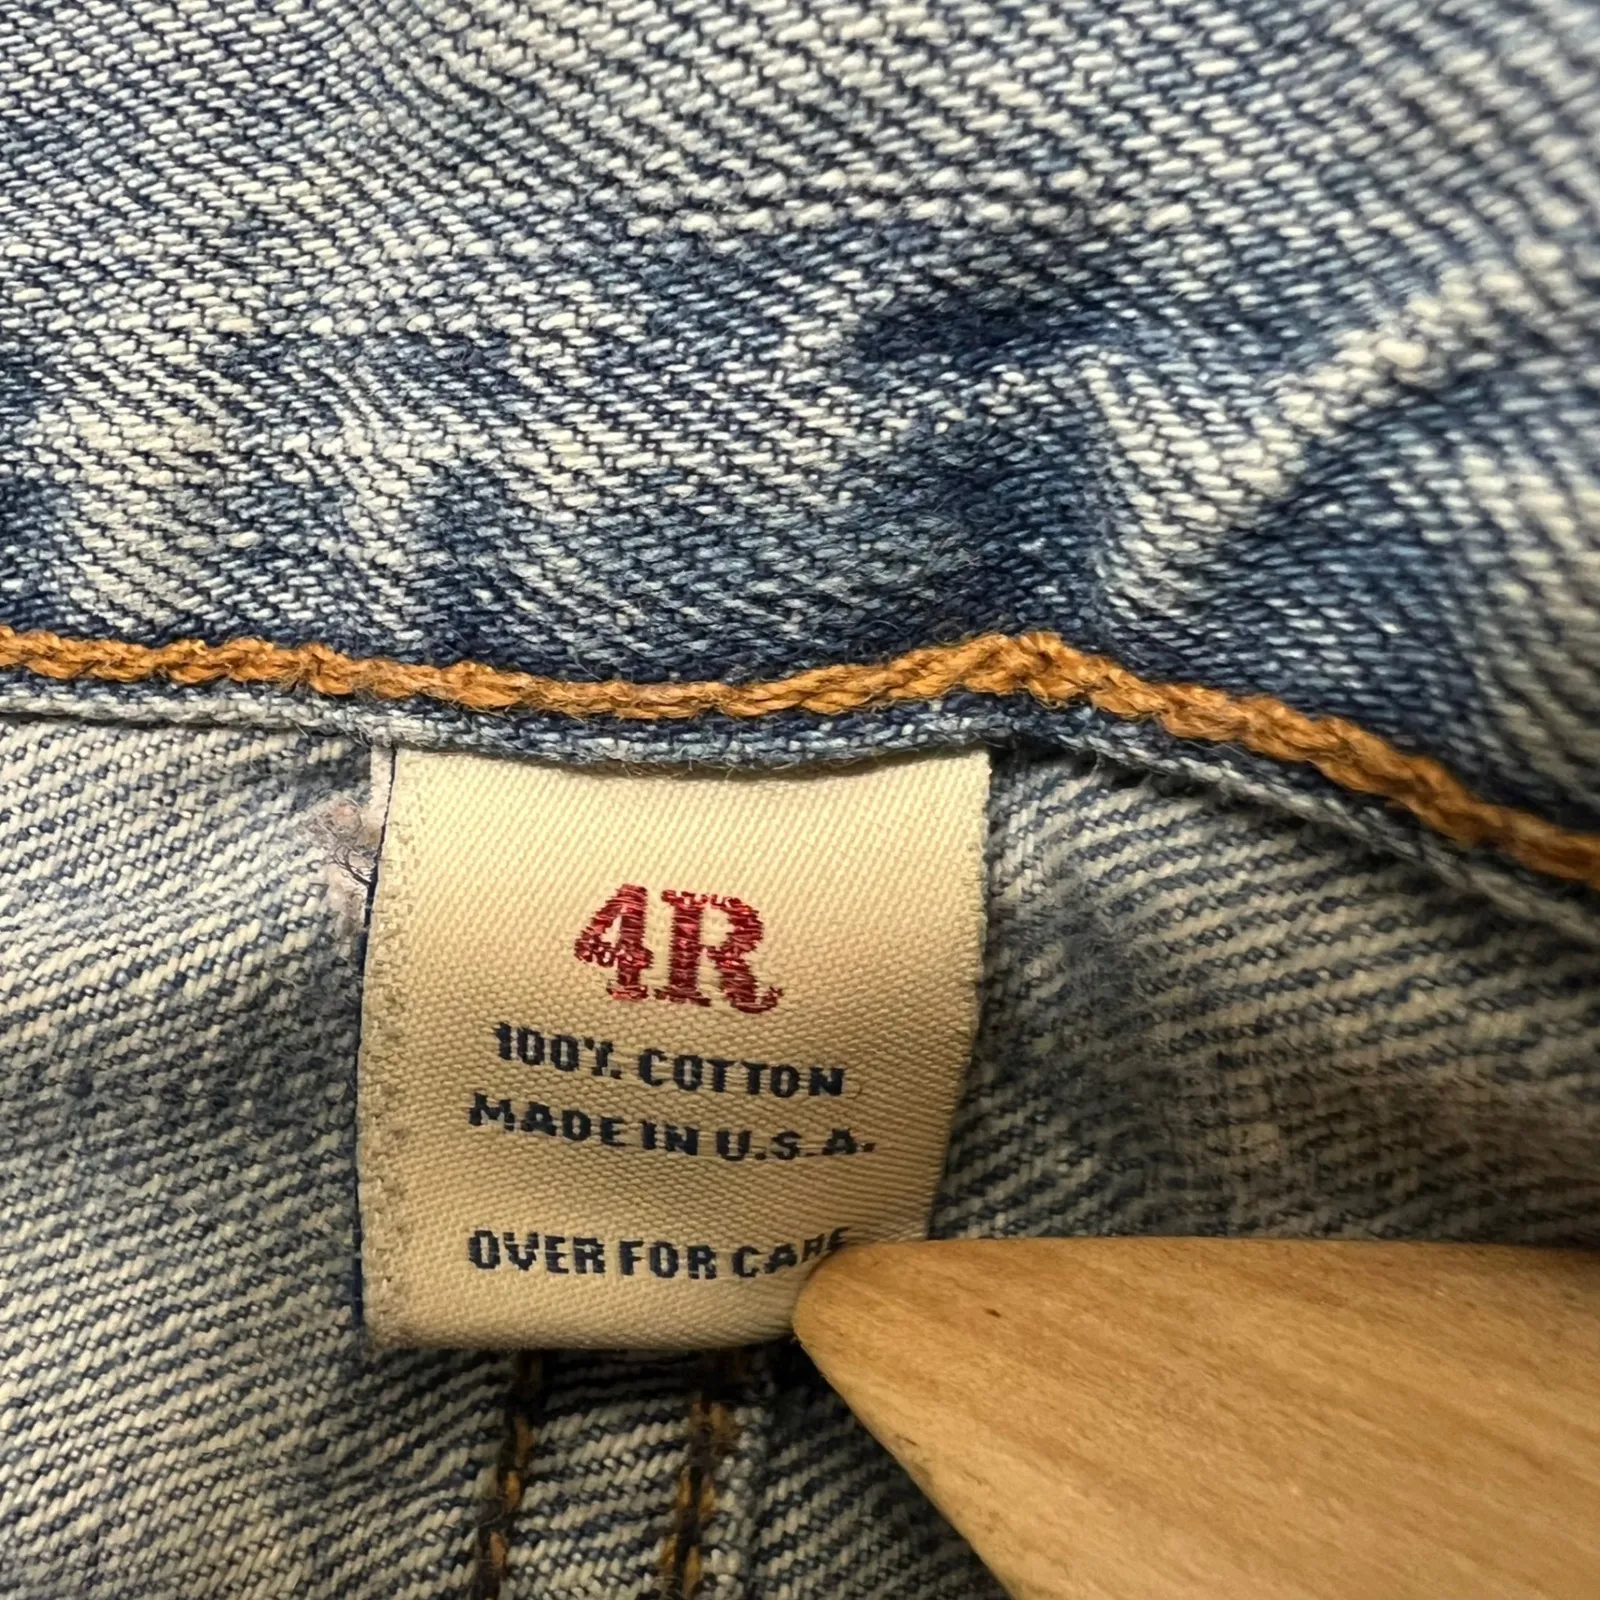 4R
100% COTTON
MADE IN U.S.A.
OVER FOR CARE